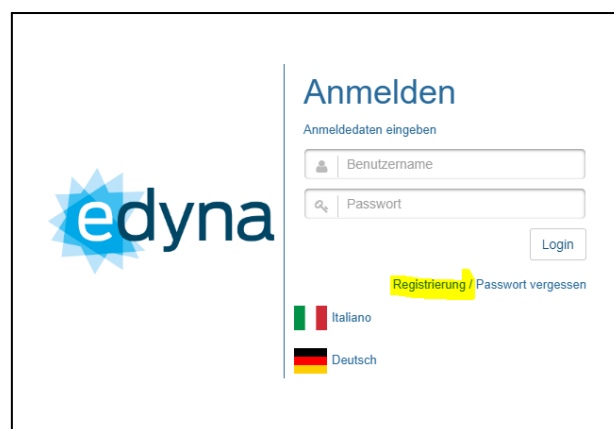 edyna
Anmelden
Anmeldedaten eingeben
Benutzername
Passwort
Login
Registrierung / Passwort vergessen
Italiano
Deutsch